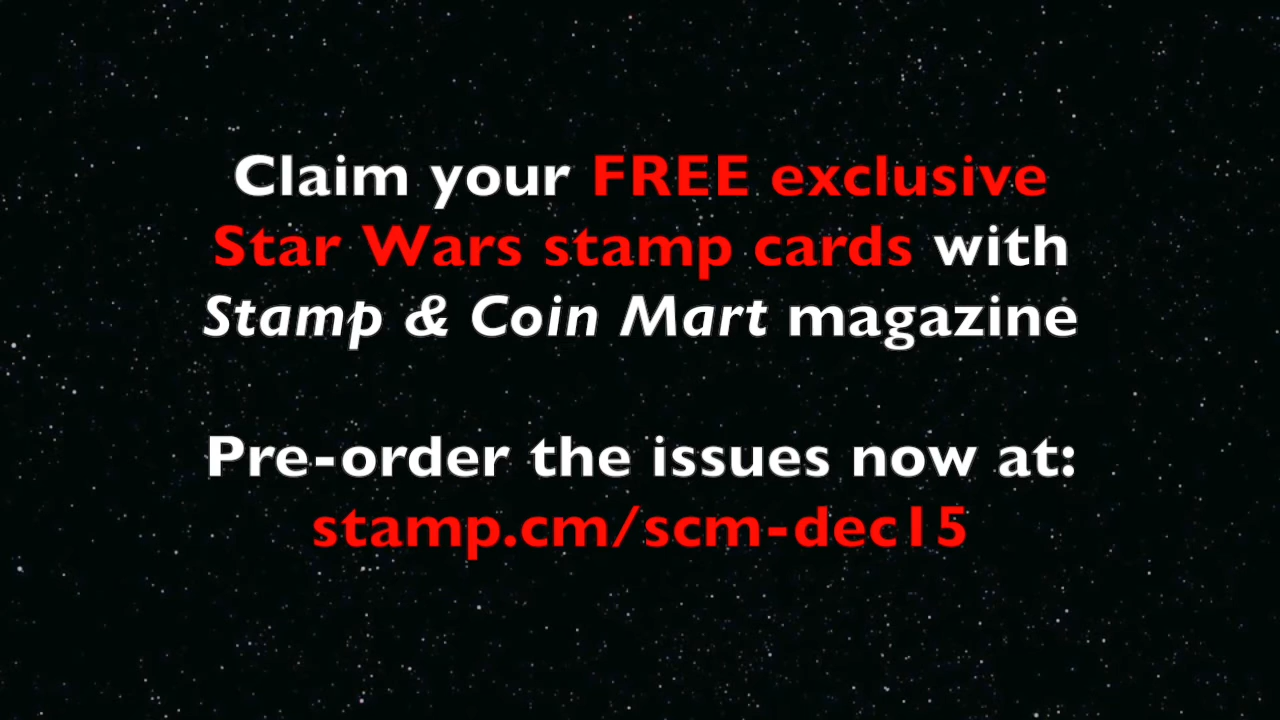 Claim your FREE exclusive
Star Wars stamp cards with
Stamp & Coin Mart magazine
Pre-order the issues now at:
stamp.cm/scm-dec15